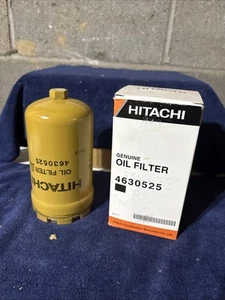 HITACHI
OIL FILTER
4630525
HITACHI
GENUINE
OIL FILTER
4630525